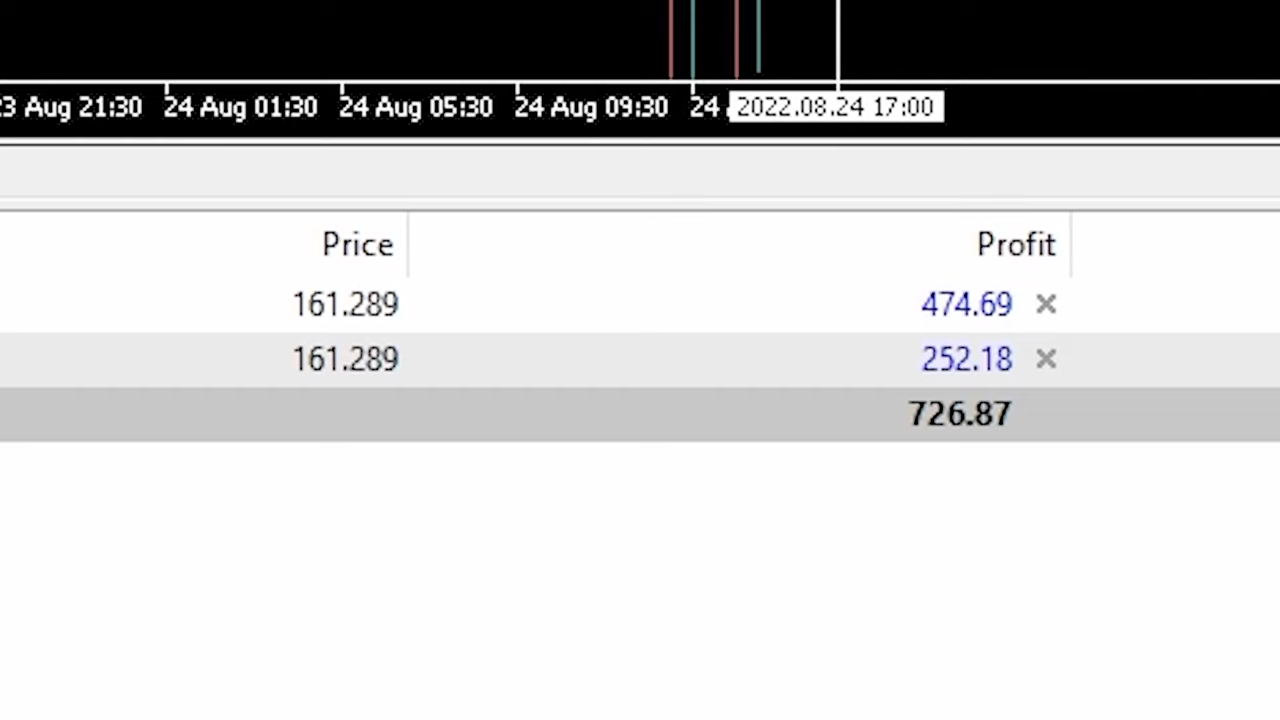 23 Aug 21:30 24 Aug 01:30 24 Aug 05:30 24 Aug 09:30 24 2022.08.24 17:00
Price Profit
161.289 474.69
161.289 252.18
726.87